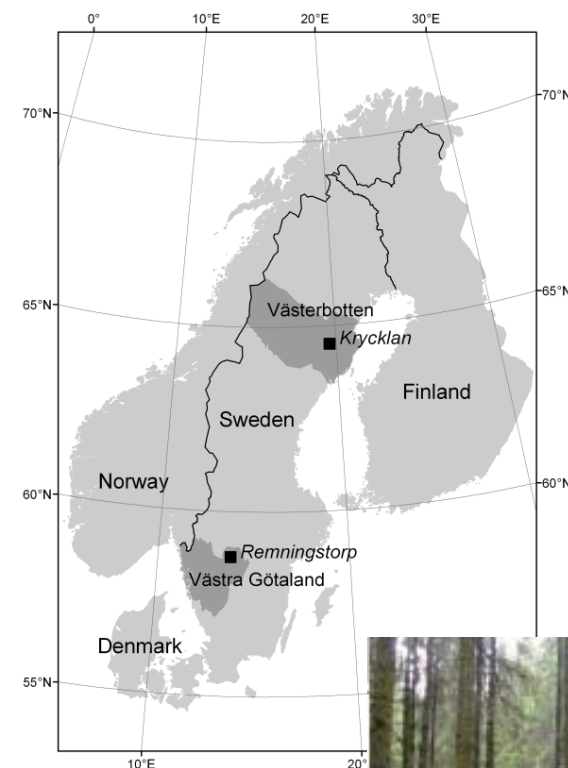 0° 10°E 20°E 30°E
70°N 70°N
65°N 65°N
Västerbotten
Krycklan
Finland
Sweden
Norway
60°N 60°N
Remningstorp
Västra Götaland
Denmark
55°N
10°E 20°